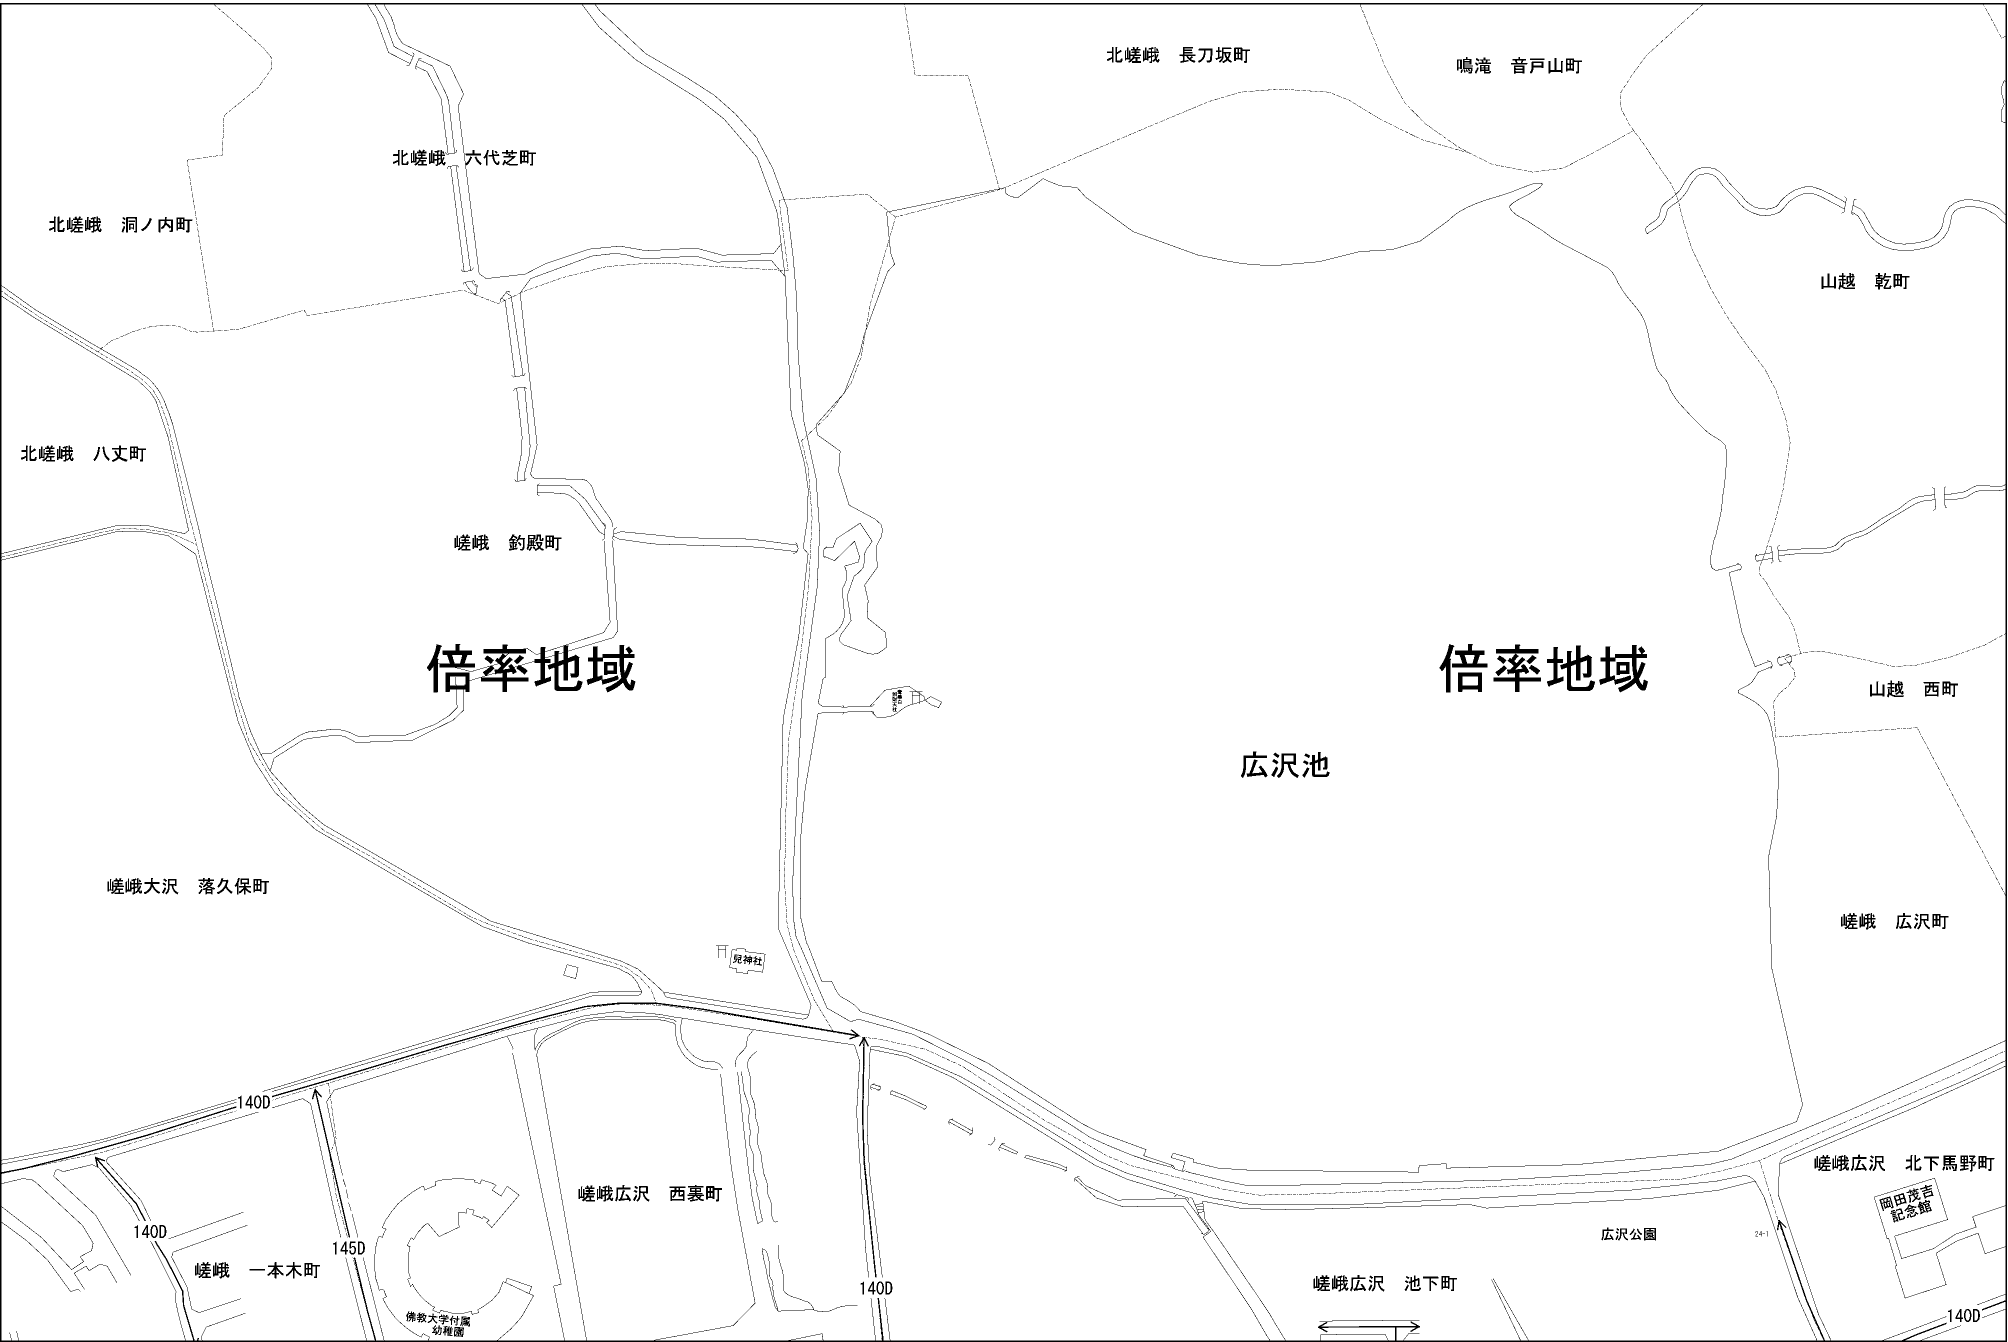 北嵯峨　長刀坂町
鳴滝　音戸山町
北嵯峨　六代芝町
北嵯峨　洞ノ内町
山越　乾町
北嵯峨　八丈町
嵯峨　釣殿町
倍率地域
倍率地域
山越　西町
広沢池
嵯峨大沢　落久保町
嵯峨　広沢町
児神社
140D
嵯峨広沢　北下馬野町
嵯峨広沢　西裏町
岡田茂吉
記念館
140D
広沢公園
24-1
145D
嵯峨　一本木町
嵯峨広沢　池下町
140D
佛教大学付属
幼稚園
140D